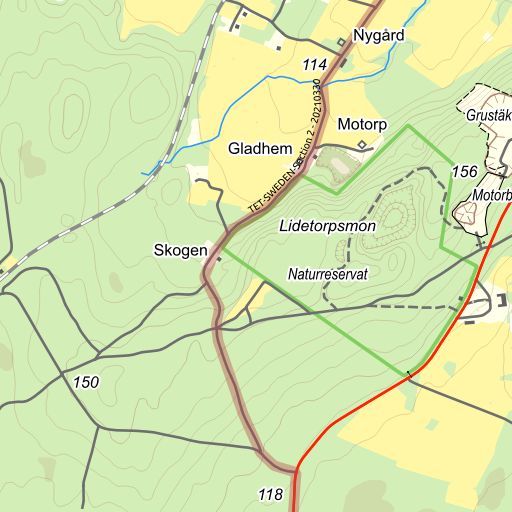 Nygård
114
TET-SWEDEN-Section 2 - 20210330
Grustäk
Motorp
Gladhem
156
Motorb
Lidetorpsmon
Skogen
Naturreservat
150
118